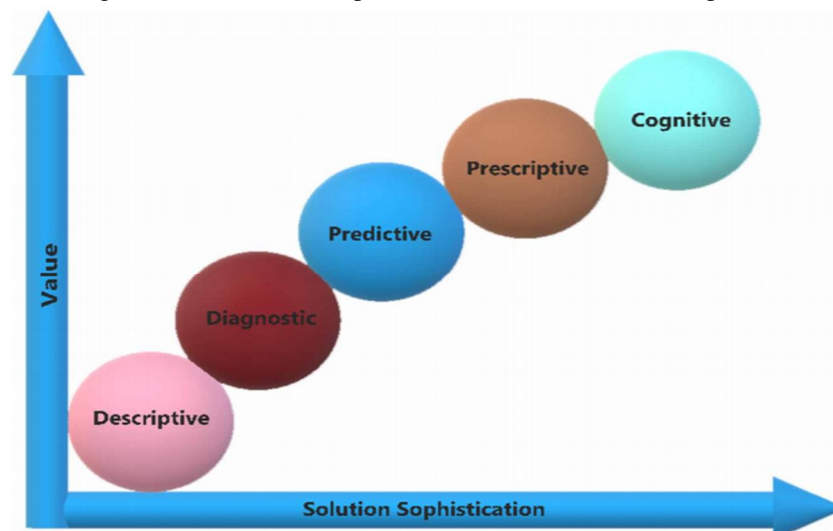 Cognitive
Prescriptive
Predictive
Diagnostic
Descriptive
Value
Solution Sophistication